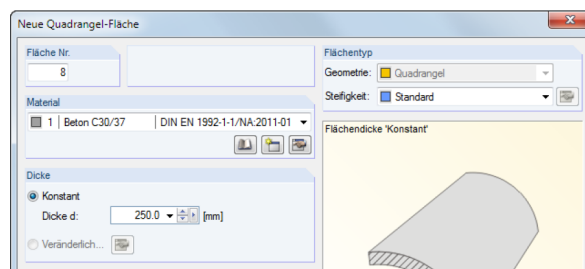 Neue Quadrangel-Fläche
Fläche Nr.
8
Material
1 Beton C30/37 DIN EN 1992-1-1/NA:2011-01
Dicke
Konstant
Dicke d: 250.0 [mm]
Veränderlich...
Flächentyp
Geometrie: Quadrangel
Steifigkeit: Standard
Flächendicke 'Konstant'